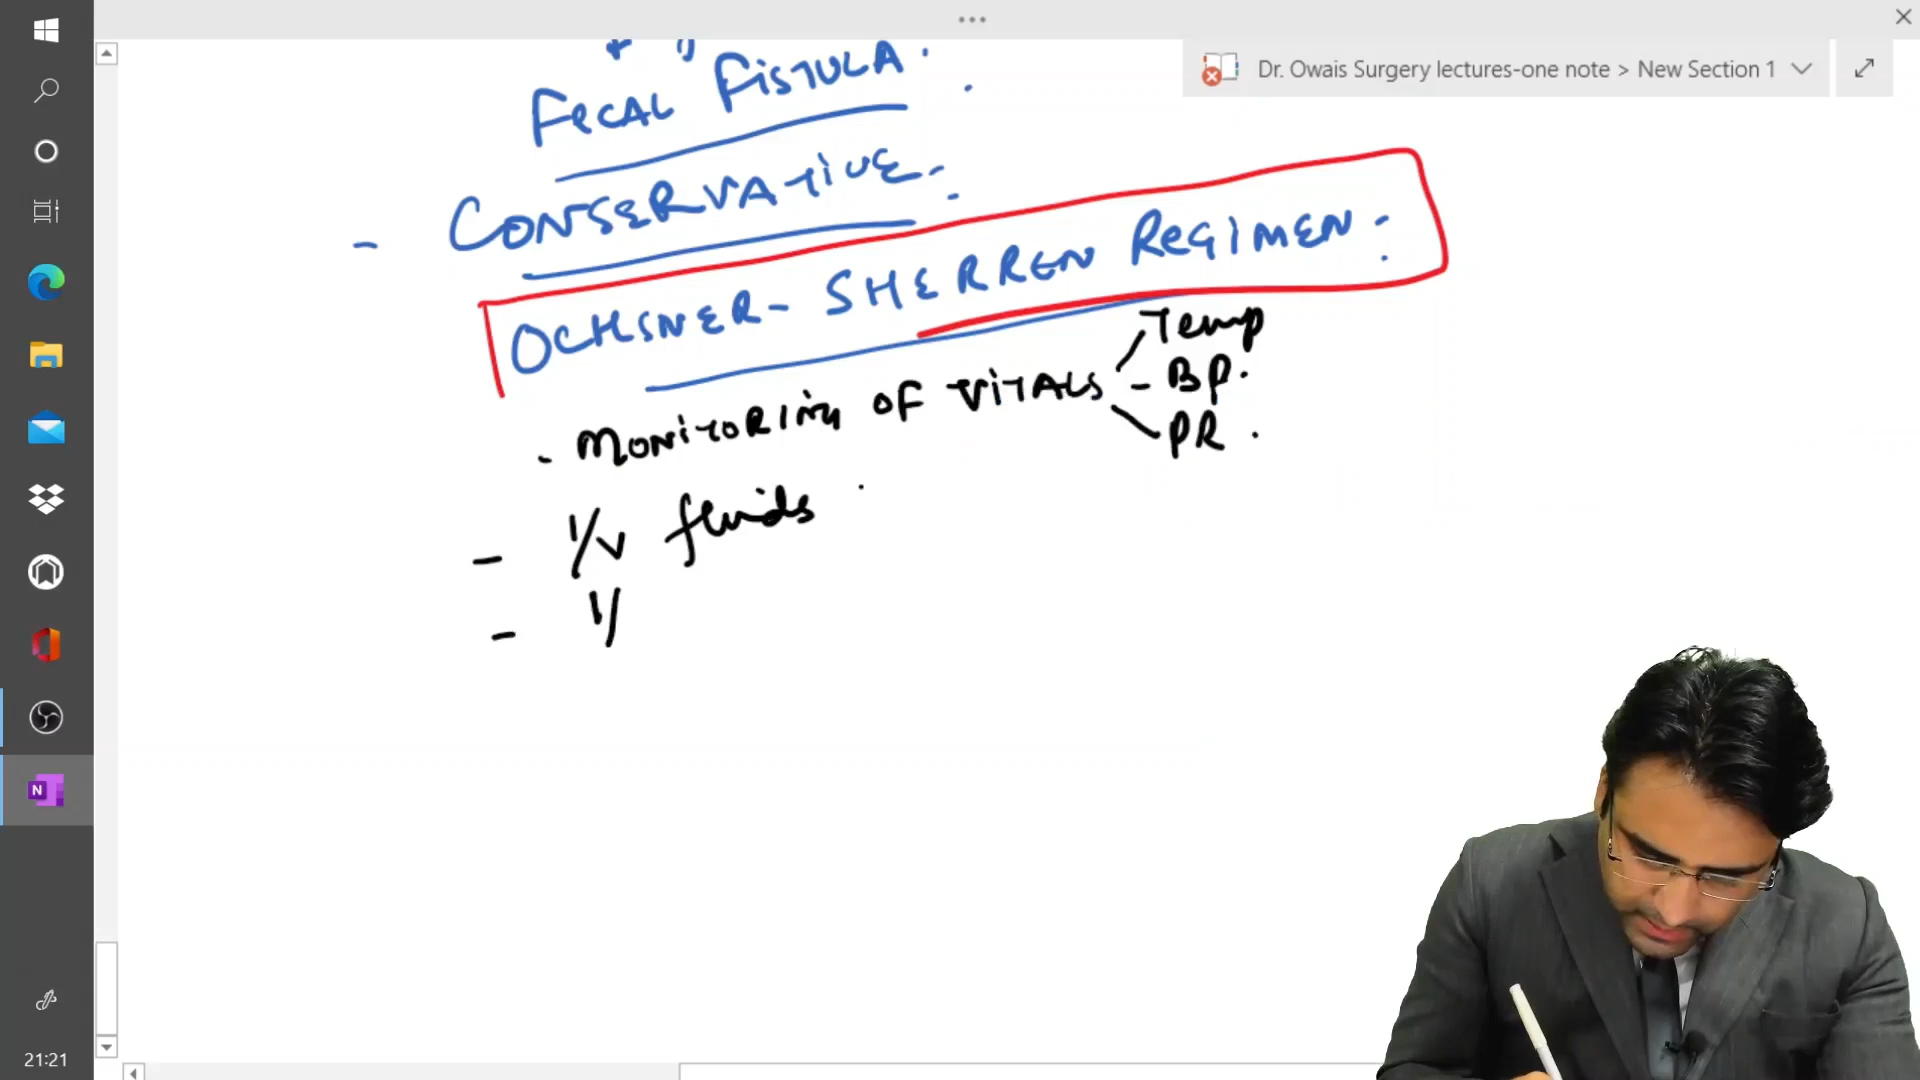 Dr. Owais Surgery lectures-one note > New Section 1
FECAL FISTULA.
- CONSERVATIVE:-
OCHSNER-SHERREN REGIMEN:-
- MONITORING OF VITALS
Temp
- BP.
PR.
- I/V fluids
- I/
N
21:21